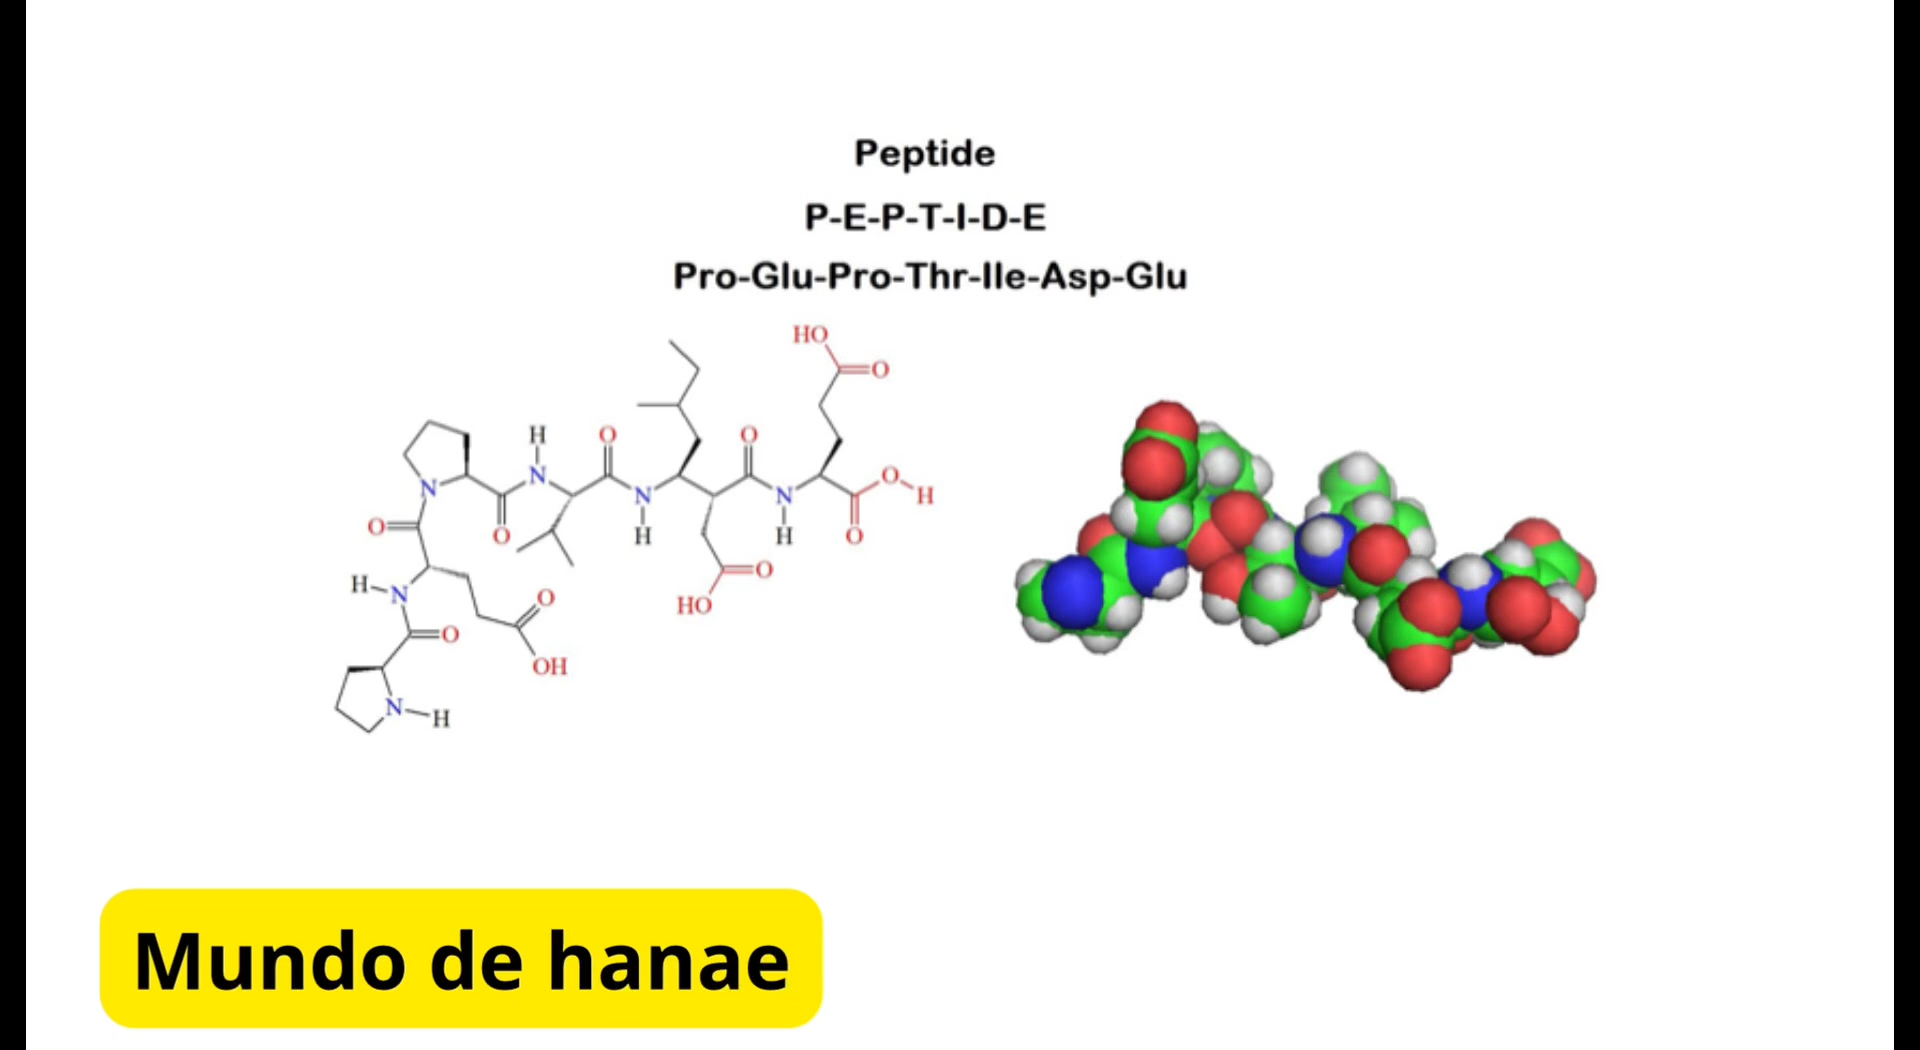 Peptide
P-E-P-T-I-D-E
Pro-Glu-Pro-Thr-Ile-Asp-Glu
HO
O
H
O
O
N
N
O
H
N
O
N
O
H
H
O
O
H
N
O
HO
O
O
OH
N
H
Mundo de hanae